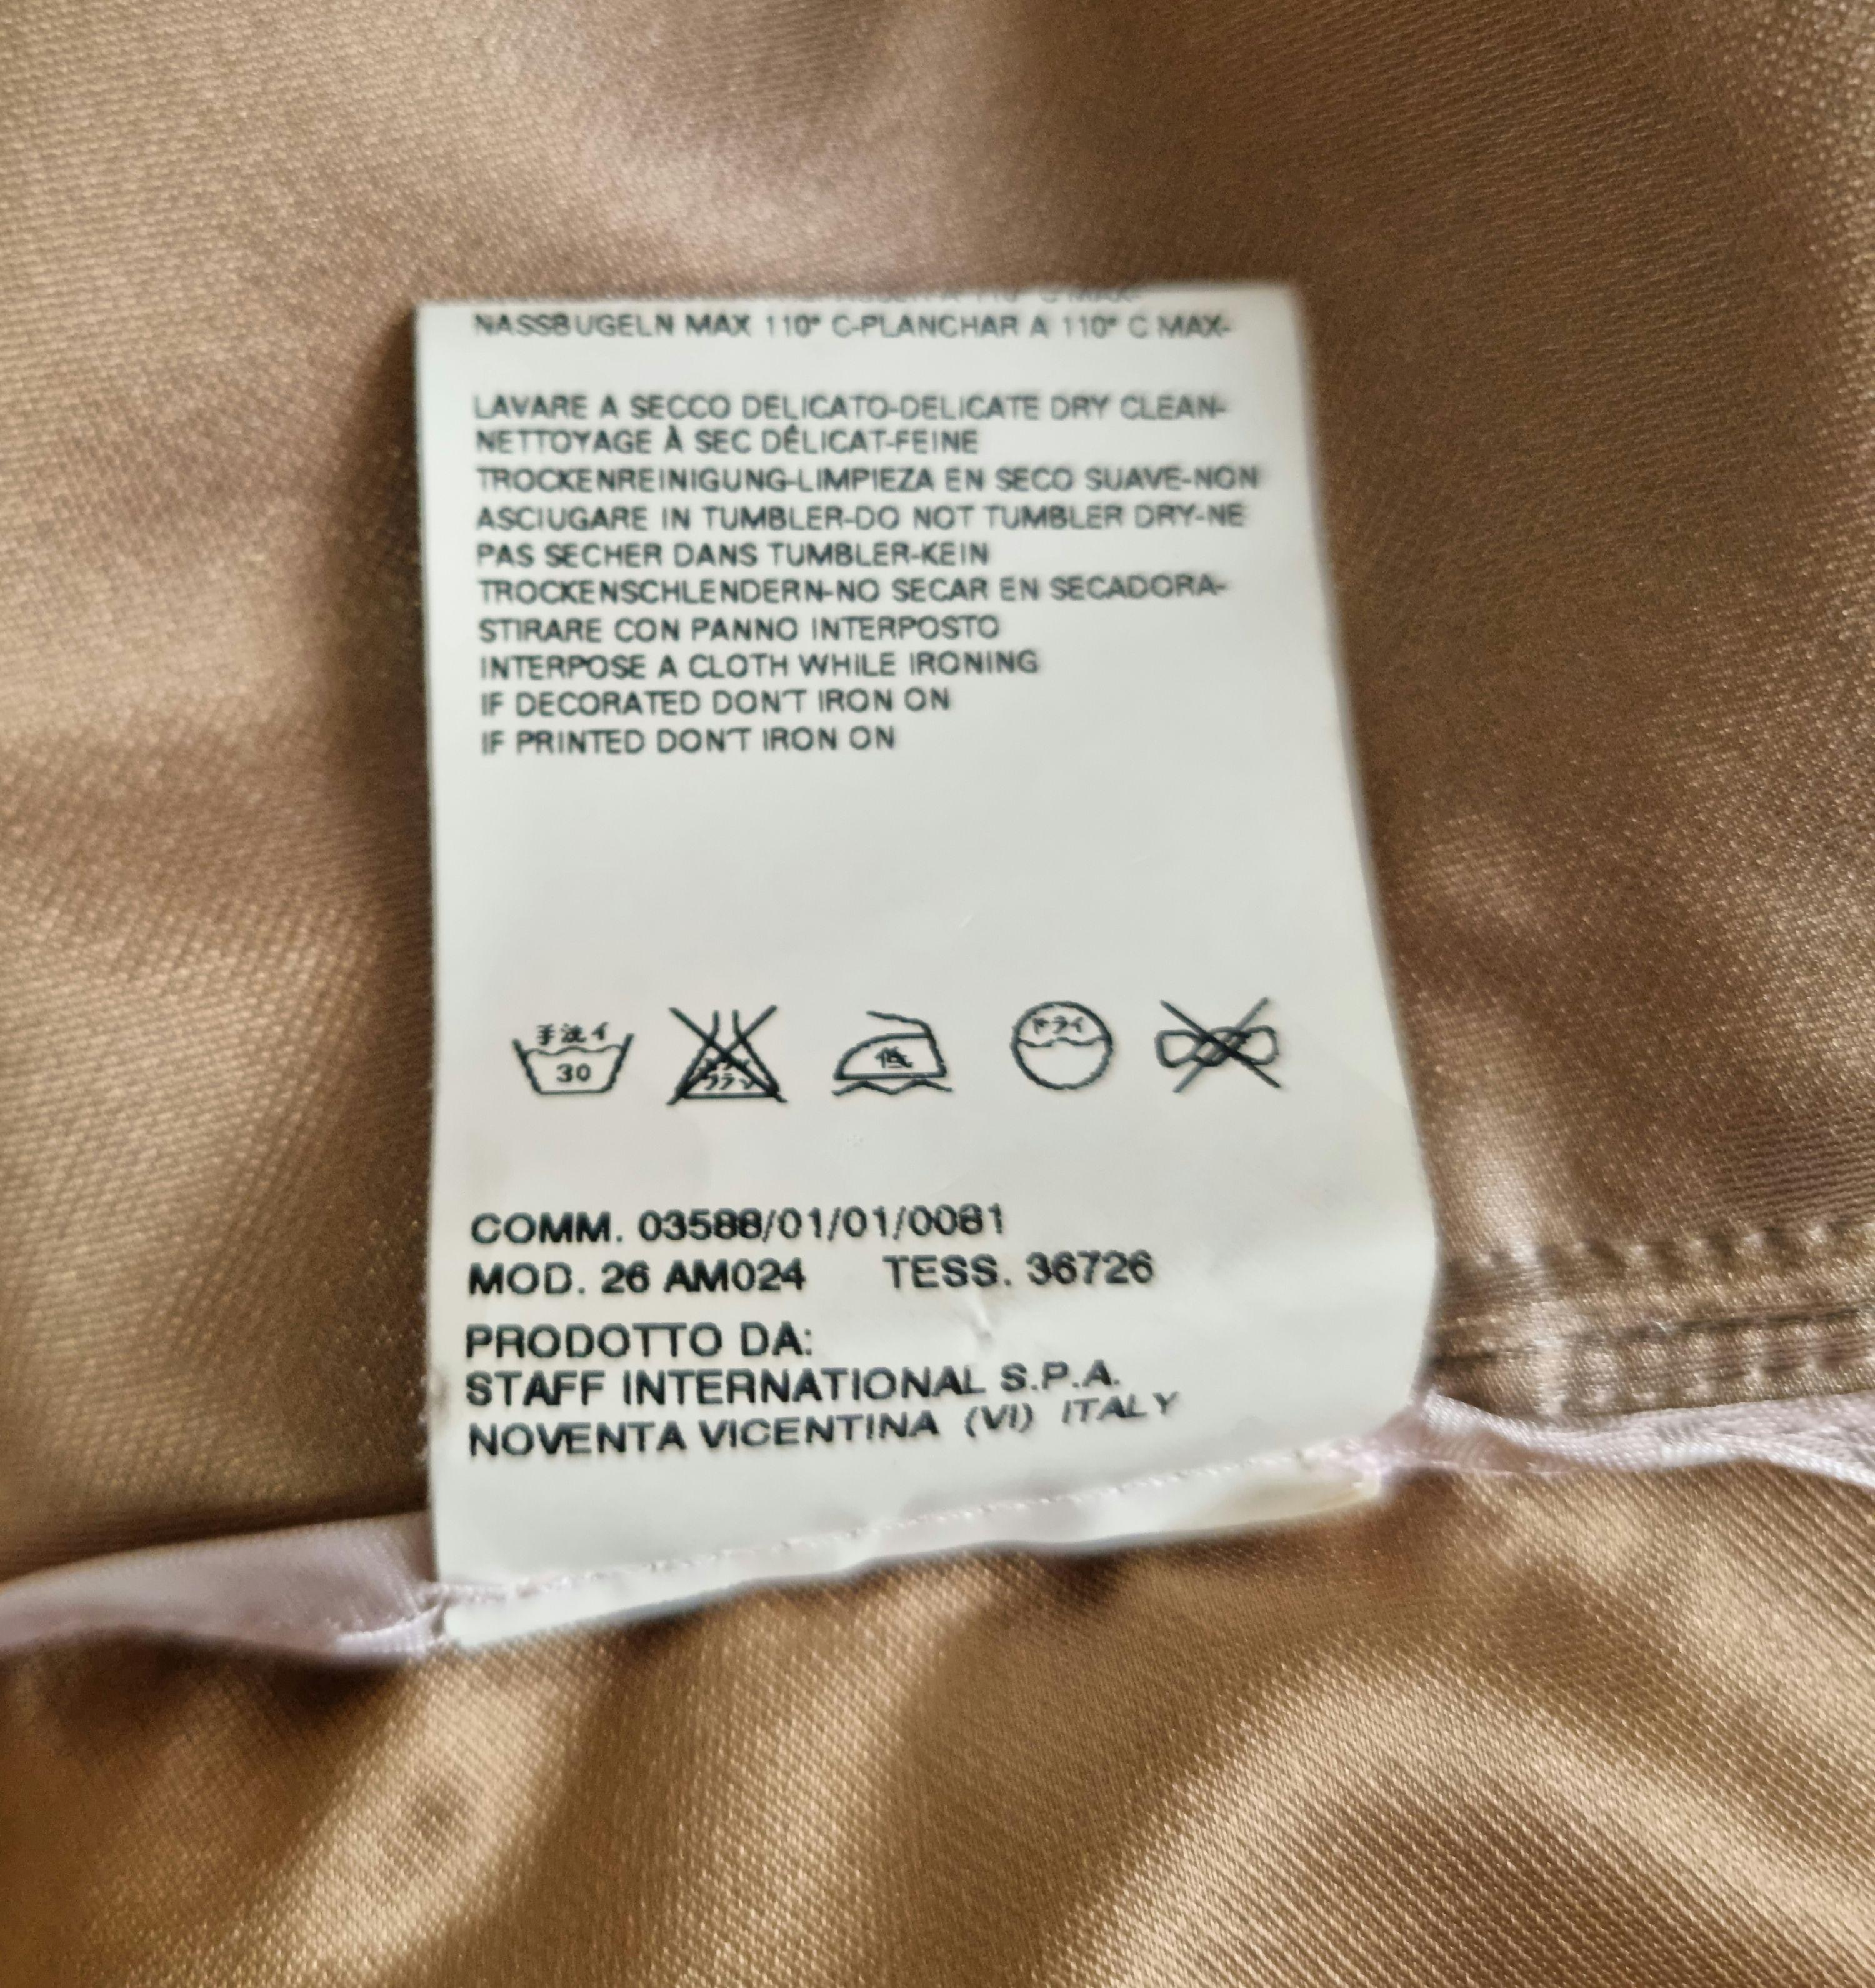 NASSBUGELN MAX 110° C-PLANCHAR A 110° C MAX-
LAVARE A SECCO DELICATO-DELICATE DRY CLEAN-
NETTOYAGE À SEC DÉLICAT-FEINE
TROCKENREINIGUNG-LIMPIEZA EN SECO SUAVE-NON
ASCIUGARE IN TUMBLER-DO NOT TUMBLER DRY-NE
PAS SECHER DANS TUMBLER-KEIN
TROCKENSCHLENDERN-NO SECAR EN SECADORA-
STIRARE CON PANNO INTERPOSTO
INTERPOSE A CLOTH WHILE IRONING
IF DECORATED DON'T IRON ON
IF PRINTED DON'T IRON ON
手洗イ 低 ドライ
30
COMM. 03588/01/01/0081
MOD. 26 AM024 TESS. 36726
PRODOTTO DA:
STAFF INTERNATIONAL S.P.A.
NOVENTA VICENTINA (VI) ITALY